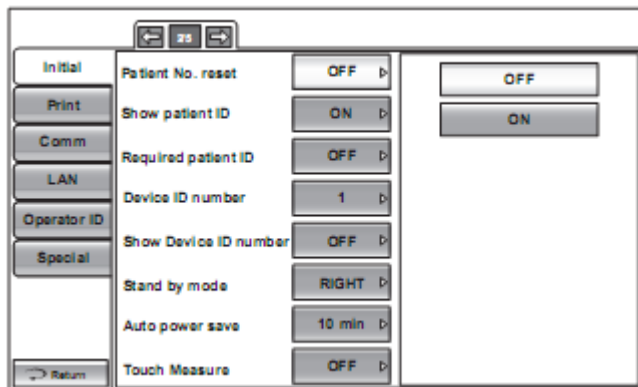 2/5
Initial
Print
Comm
LAN
Operator ID
Special
Return
Patient No. reset OFF
Show patient ID ON
Required patient ID OFF
Device ID number 1
Show Device ID number OFF
Stand by mode RIGHT
Auto power save 10 min
Touch Measure OFF
OFF
ON